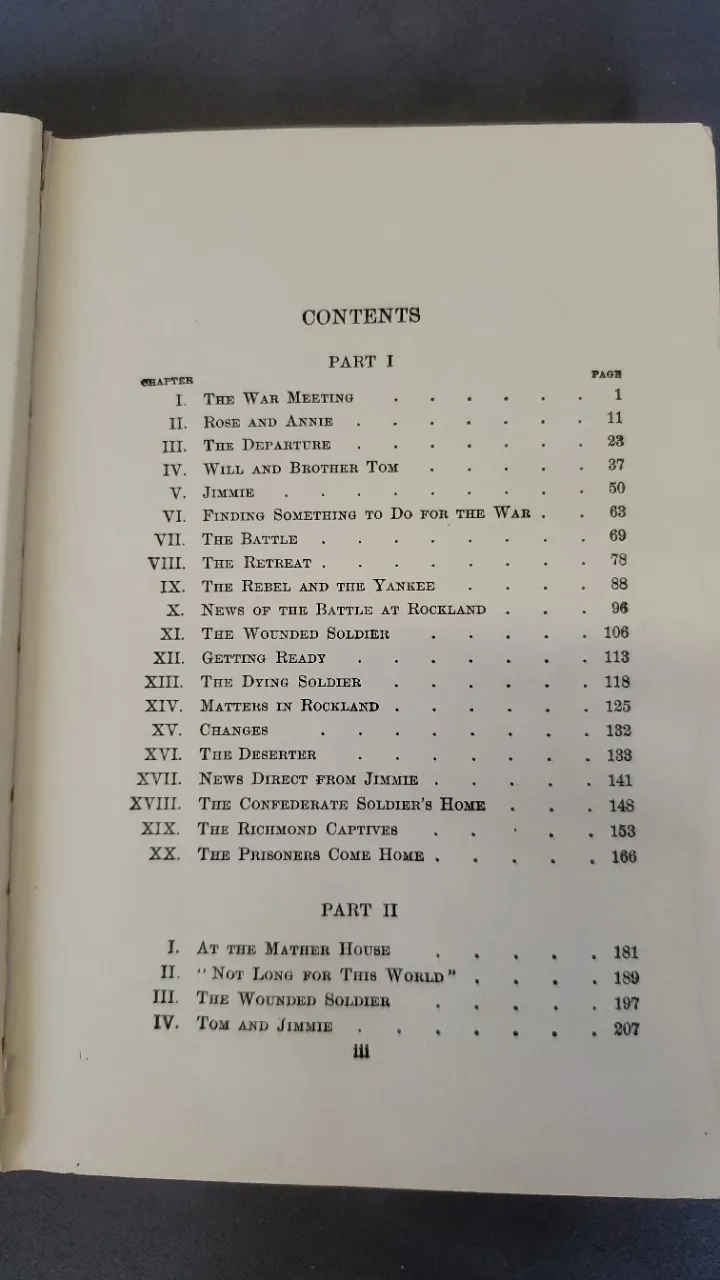 CONTENTS
PART I
CHAPTER PAGE
I. The War Meeting . . . . . . 1
II. Rose and Annie . . . . . . . 11
III. The Departure . . . . . . . 23
IV. Will and Brother Tom . . . . . 37
V. Jimmie . . . . . . . . . 50
VI. Finding Something to Do for the War . . 63
VII. The Battle . . . . . . . . 69
VIII. The Retreat . . . . . . . . 78
IX. The Rebel and the Yankee . . . . 88
X. News of the Battle at Rockland . . . 96
XI. The Wounded Soldier . . . . . 106
XII. Getting Ready . . . . . . . 113
XIII. The Dying Soldier . . . . . . 118
XIV. Matters in Rockland . . . . . . 125
XV. Changes . . . . . . . . 132
XVI. The Deserter . . . . . . . 133
XVII. News Direct from Jimmie . . . . . 141
XVIII. The Confederate Soldier's Home . . . 148
XIX. The Richmond Captives . . . . . 153
XX. The Prisoners Come Home . . . . . 166
PART II
I. At the Mather House . . . . . 181
II. "Not Long for This World" . . . . 189
III. The Wounded Soldier . . . . . 197
IV. Tom and Jimmie . . . . . . . 207
iii